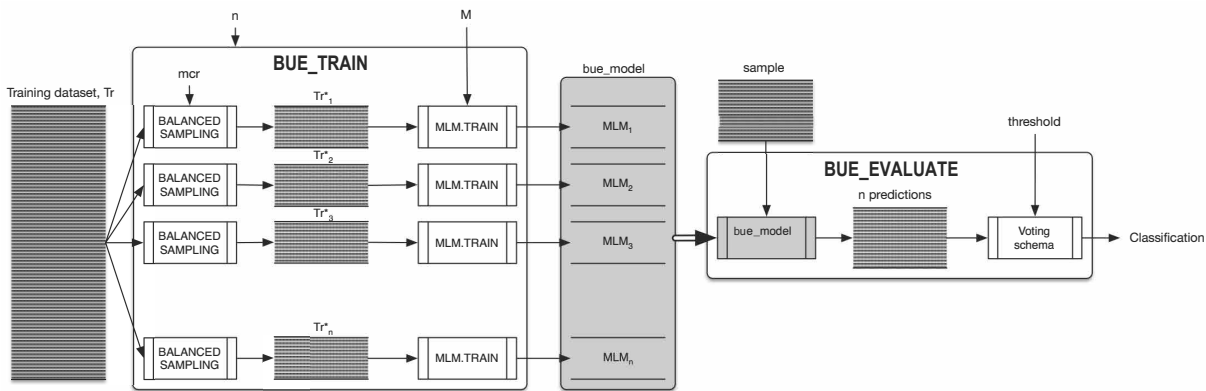 n
M
BUE_TRAIN
bue_model
sample
mcr
Training dataset, Tr
Tr*1
BALANCED
SAMPLING
MLM.TRAIN
MLM1
threshold
Tr*2
BALANCED
SAMPLING
MLM.TRAIN
MLM2
BUE_EVALUATE
n predictions
Tr*3
BALANCED
SAMPLING
MLM.TRAIN
MLM3
bue_model
Voting
schema
Classification
Tr*n
BALANCED
SAMPLING
MLM.TRAIN
MLMn